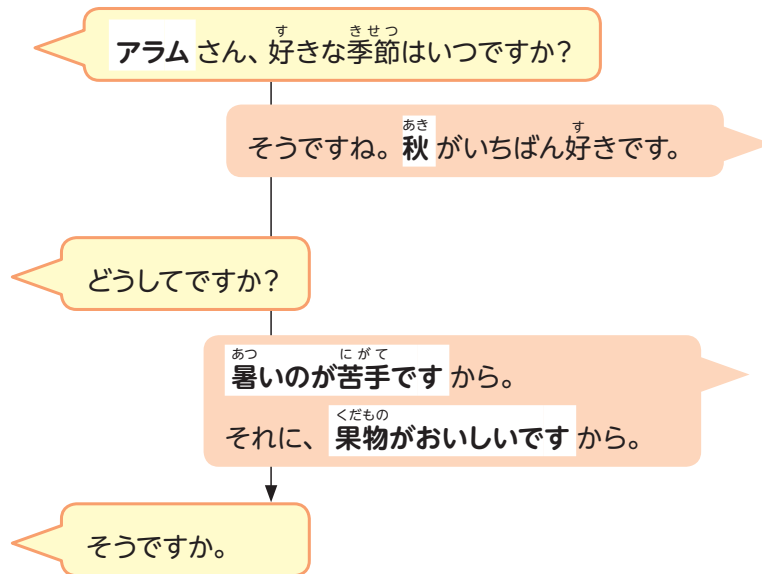 アラムさん、好きな季節はいつですか？
そうですね。秋がいちばん好きです。
どうしてですか？
暑いのが苦手ですから。
それに、果物がおいしいですから。
そうですか。